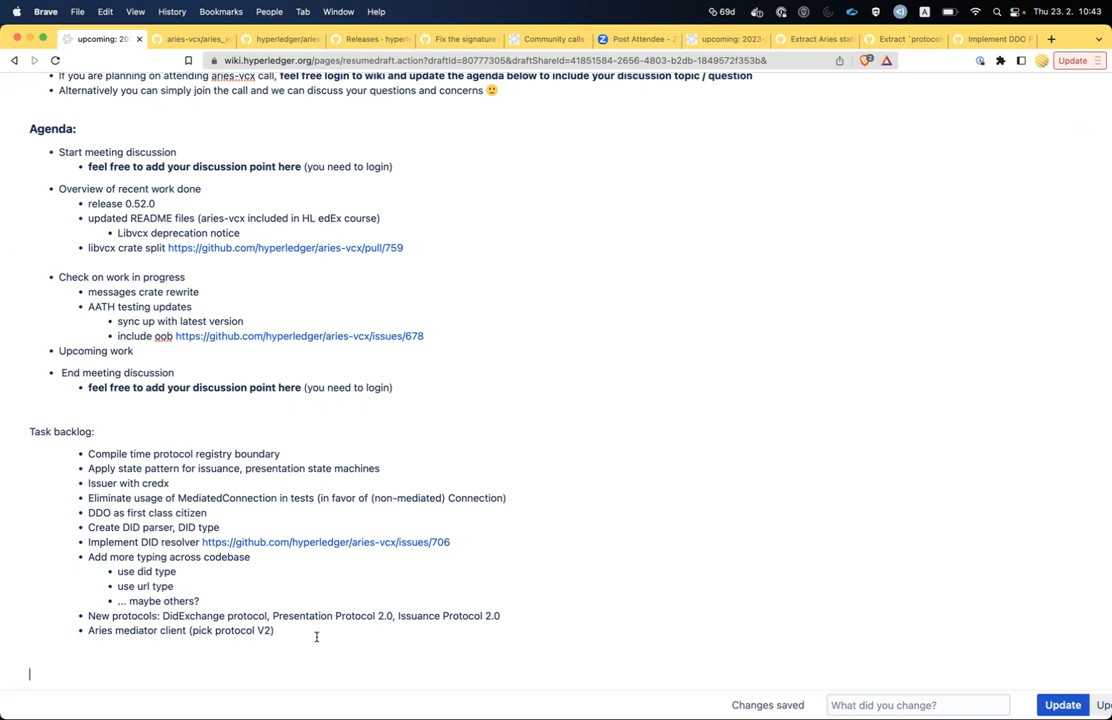 Brave File Edit View History Bookmarks People Tab Window Help 69d A Thu 23. 2. 10:43
upcoming: 20 aries-vcx/aries_v hyperledger/aries Releases · hyperl Fix the signature Community calls Post Attendee - Z upcoming: 2023- Extract Aries stat Extract `protoco Implement DDO R
wiki.hyperledger.org/pages/resumedraft.action?draftId=80777305&draftShareId=41851584-2656-4803-b2db-1849572f353b& Update
• If you are planning on attending aries-vcx call, feel free login to wiki and update the agenda below to include your discussion topic / question
• Alternatively you can simply join the call and we can discuss your questions and concerns 🙂
Agenda:
• Start meeting discussion
• feel free to add your discussion point here (you need to login)
• Overview of recent work done
• release 0.52.0
• updated README files (aries-vcx included in HL edEx course)
• Libvcx deprecation notice
• libvcx crate split https://github.com/hyperledger/aries-vcx/pull/759
• Check on work in progress
• messages crate rewrite
• AATH testing updates
• sync up with latest version
• include oob https://github.com/hyperledger/aries-vcx/issues/678
• Upcoming work
• End meeting discussion
• feel free to add your discussion point here (you need to login)
Task backlog:
• Compile time protocol registry boundary
• Apply state pattern for issuance, presentation state machines
• Issuer with credx
• Eliminate usage of MediatedConnection in tests (in favor of (non-mediated) Connection)
• DDO as first class citizen
• Create DID parser, DID type
• Implement DID resolver https://github.com/hyperledger/aries-vcx/issues/706
• Add more typing across codebase
• use did type
• use url type
• ... maybe others?
• New protocols: DidExchange protocol, Presentation Protocol 2.0, Issuance Protocol 2.0
• Aries mediator client (pick protocol V2)
Changes saved What did you change? Update Up